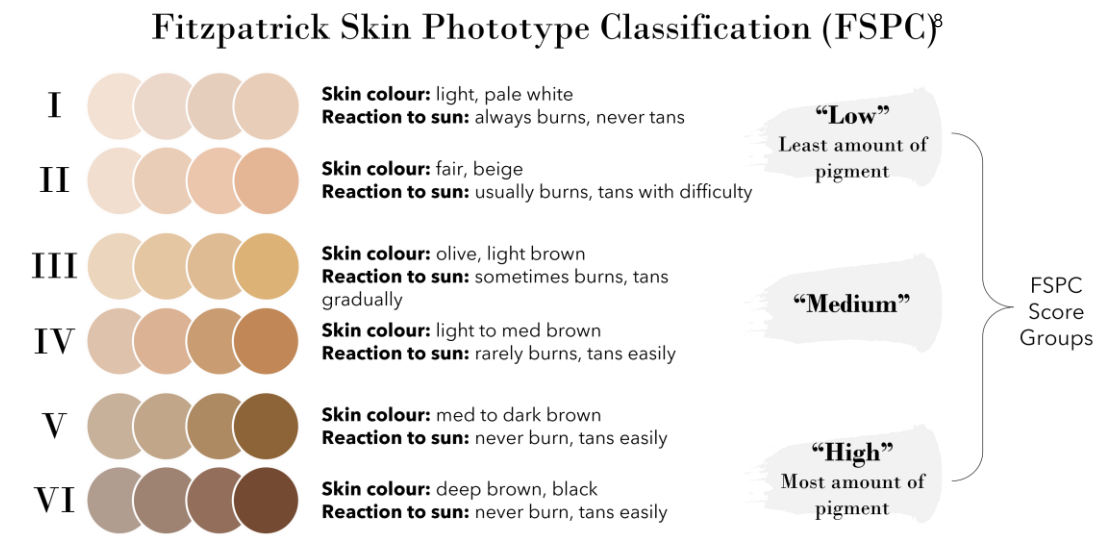 Fitzpatrick Skin Phototype Classification (FSPC)8
I
Skin colour: light, pale white
Reaction to sun: always burns, never tans
II
Skin colour: fair, beige
Reaction to sun: usually burns, tans with difficulty
“Low”
Least amount of
pigment
III
Skin colour: olive, light brown
Reaction to sun: sometimes burns, tans
gradually
IV
Skin colour: light to med brown
Reaction to sun: rarely burns, tans easily
“Medium”
V
Skin colour: med to dark brown
Reaction to sun: never burn, tans easily
VI
Skin colour: deep brown, black
Reaction to sun: never burn, tans easily
“High”
Most amount of
pigment
FSPC
Score
Groups